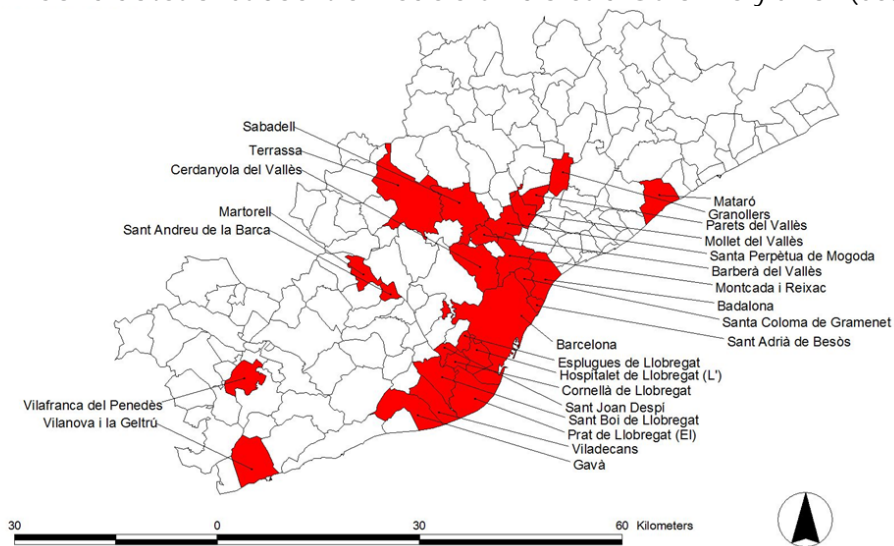 Sabadell
Terrassa
Cerdanyola del Vallès
Martorell
Sant Andreu de la Barca
Mataró
Granollers
Parets del Vallès
Mollet del Vallès
Santa Perpètua de Mogoda
Barberà del Vallès
Montcada i Reixac
Badalona
Santa Coloma de Gramenet
Sant Adrià de Besòs
Barcelona
Esplugues de Llobregat
Hospitalet de Llobregat (L')
Cornellà de Llobregat
Sant Joan Despí
Sant Boi de Llobregat
Prat de Llobregat (El)
Viladecans
Gavà
Vilafranca del Penedès
Vilanova i la Geltrú
30 0 30 60 Kilometers